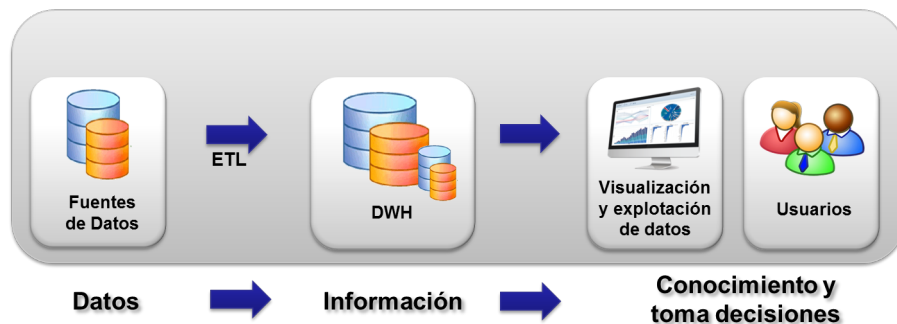 ETL
Fuentes
de Datos
DWH
Visualización
y explotación
de datos
Usuarios
Datos
Información
Conocimiento y
toma decisiones